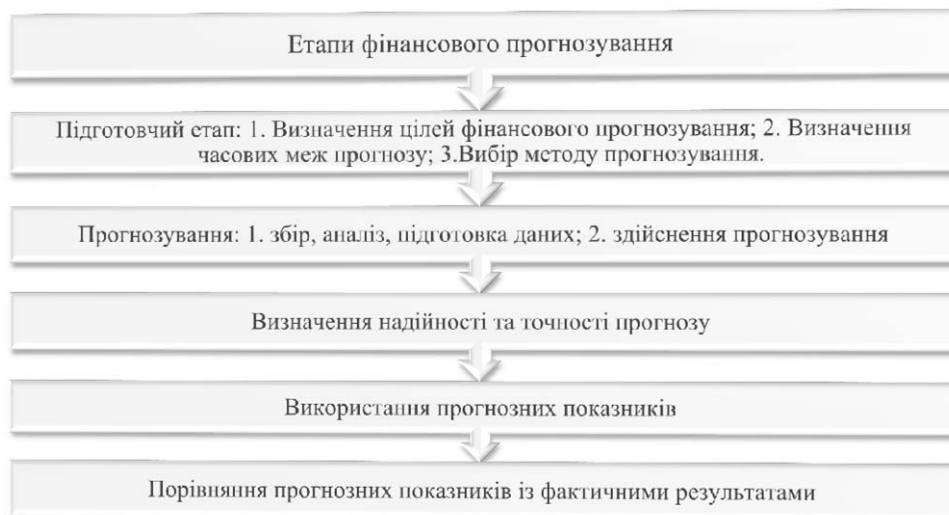 Етапи фінансового прогнозування
Підготовчий етап: 1. Визначення цілей фінансового прогнозування; 2. Визначення
часових меж прогнозу; 3.Вибір методу прогнозування.
Прогнозування: 1. збір, аналіз, підготовка даних; 2. здійснення прогнозування
Визначення надійності та точності прогнозу
Використання прогнозних показників
Порівняння прогнозних показників із фактичними результатами